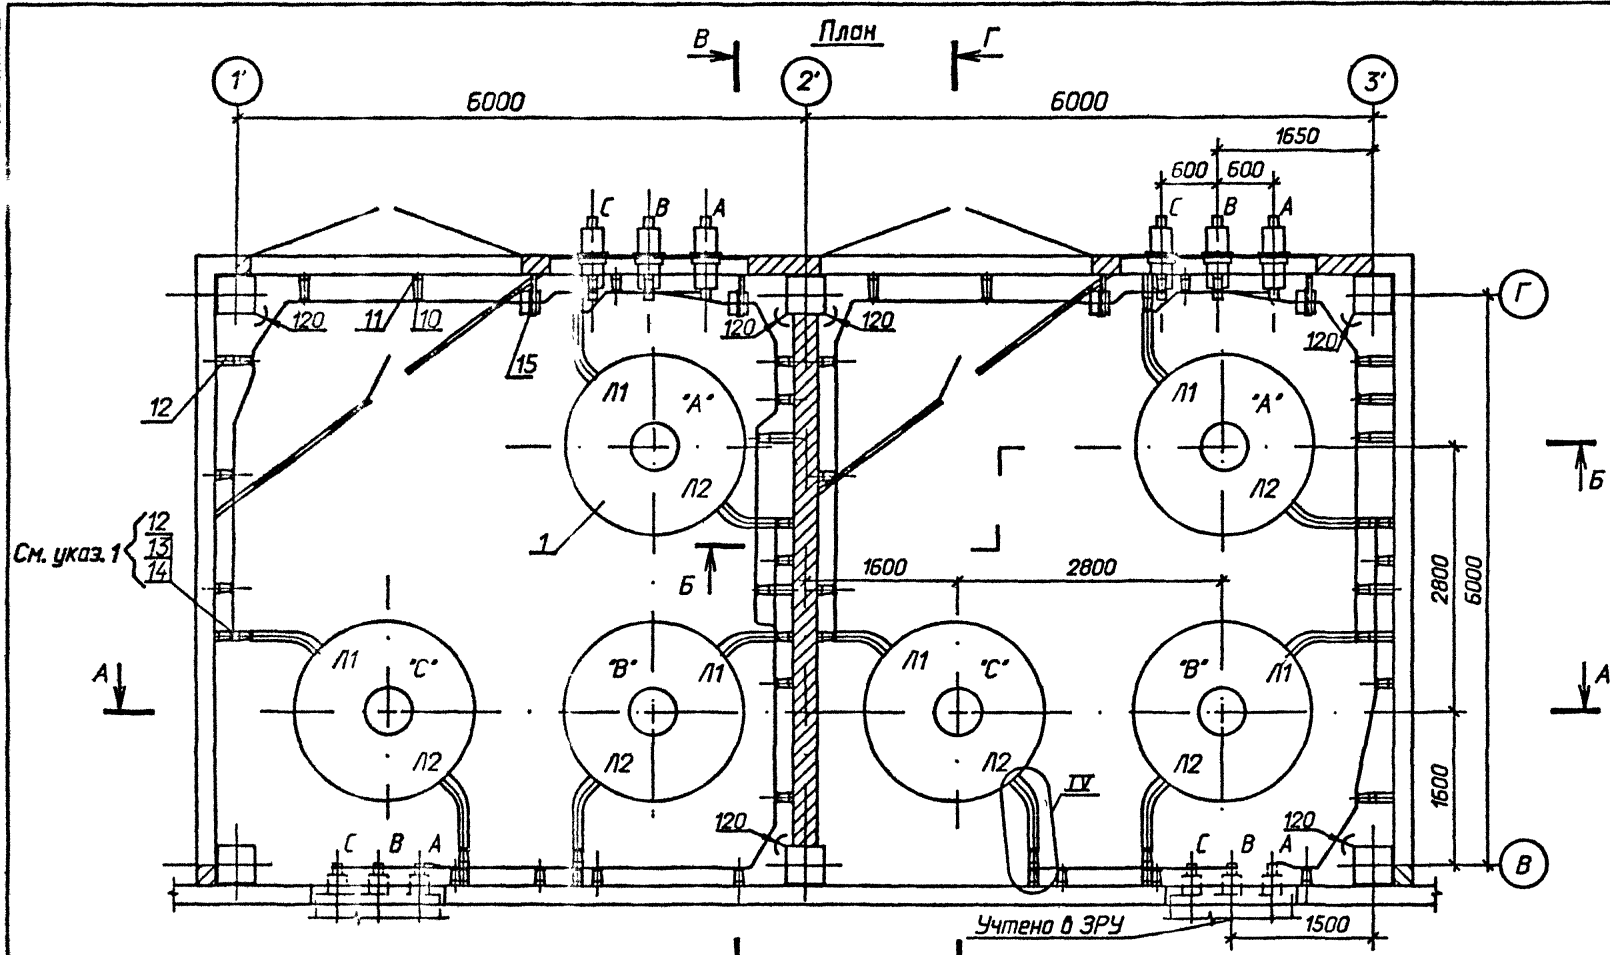 План
В Г
1' 2' 3'
6000 6000
1650
600 600
С В А С В А
Г
120 11 10 120 120 120
15
12
Л1 "А" Л1 "А"
Л2 Л2
Б
См. указ. 1 12
13
14
1
Б
1600 2800
2800 6000
Л1 "С" "В" Л1 Л1 "С" "В" Л1
А А
Л2 Л2 Л2 Л2
IV
1600
120 120
С В А С В А
В
Учтено в ЗРУ
1500